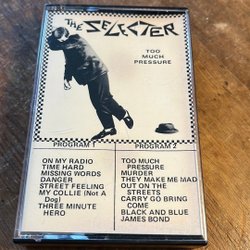 THE SELECTER
TOO
MUCH
PRESSURE
PROGRAM 1
ON MY RADIO
TIME HARD
MISSING WORDS
DANGER
STREET FEELING
MY COLLIE (Not A
Dog)
THREE MINUTE
HERO
PROGRAM 2
TOO MUCH
PRESSURE
MURDER
THEY MAKE ME MAD
OUT ON THE
STREETS
CARRY GO BRING
COME
BLACK AND BLUE
JAMES BOND